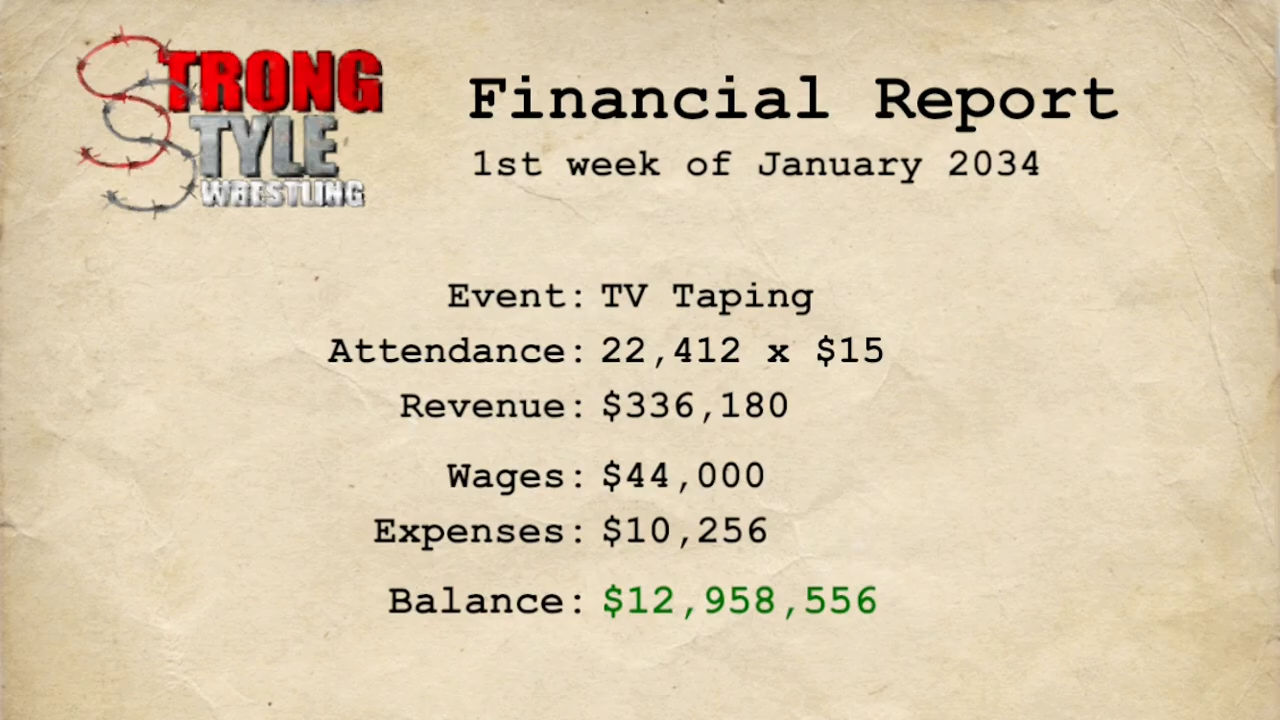 STRONG
STYLE
WRESTLING
Financial Report
1st week of January 2034
Event: TV Taping
Attendance: 22,412 x $15
Revenue: $336,180
Wages: $44,000
Expenses: $10,256
Balance: $12,958,556